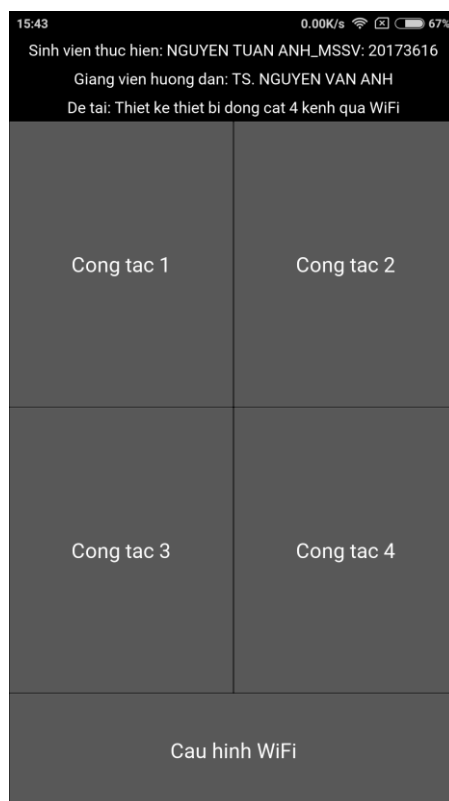 15:43 0.00K/s 67%
Sinh vien thuc hien: NGUYEN TUAN ANH_MSSV: 20173616
Giang vien huong dan: TS. NGUYEN VAN ANH
De tai: Thiet ke thiet bi dong cat 4 kenh qua WiFi
Cong tac 1 Cong tac 2
Cong tac 3 Cong tac 4
Cau hinh WiFi